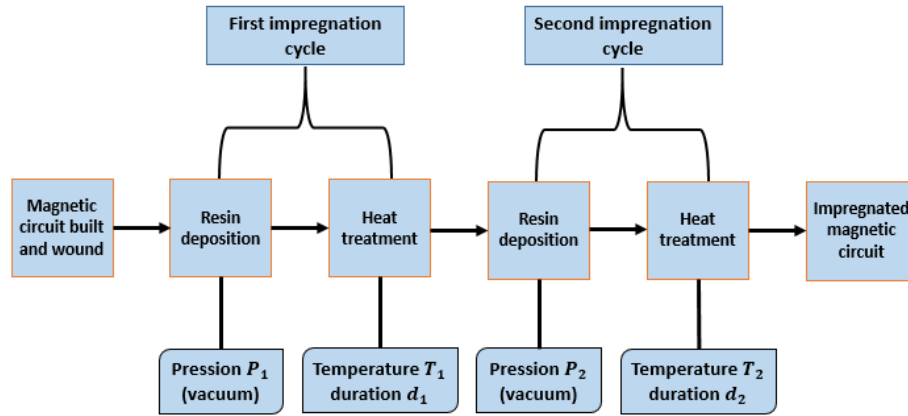 First impregnation
cycle
Second impregnation
cycle
Magnetic
circuit built
and wound
Resin
deposition
Heat
treatment
Resin
deposition
Heat
treatment
Impregnated
magnetic
circuit
Pression P₁
(vacuum)
Temperature T₁
duration d₁
Pression P₂
(vacuum)
Temperature T₂
duration d₂